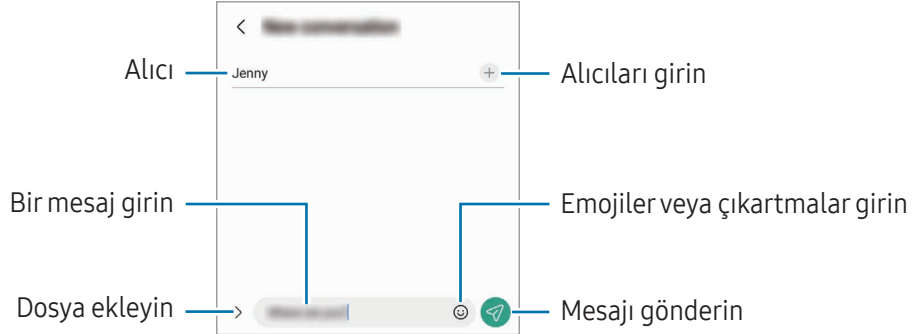 Alıcı
Jenny
Alıcıları girin
Bir mesaj girin
Emojiler veya çıkartmalar girin
Dosya ekleyin
Mesajı gönderin